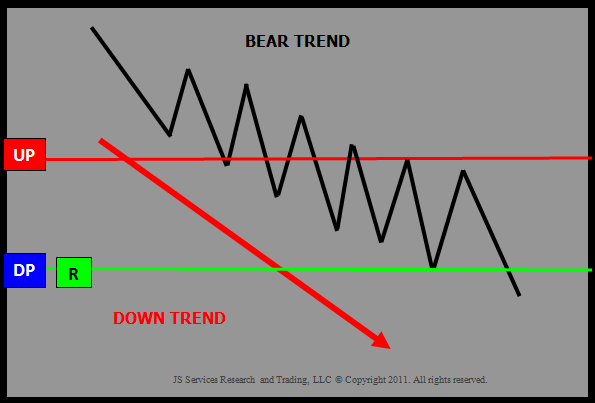 BEAR TREND
UP
DP
R
DOWN TREND
JS Services Research and Trading, LLC © Copyright 2011. All rights reserved.